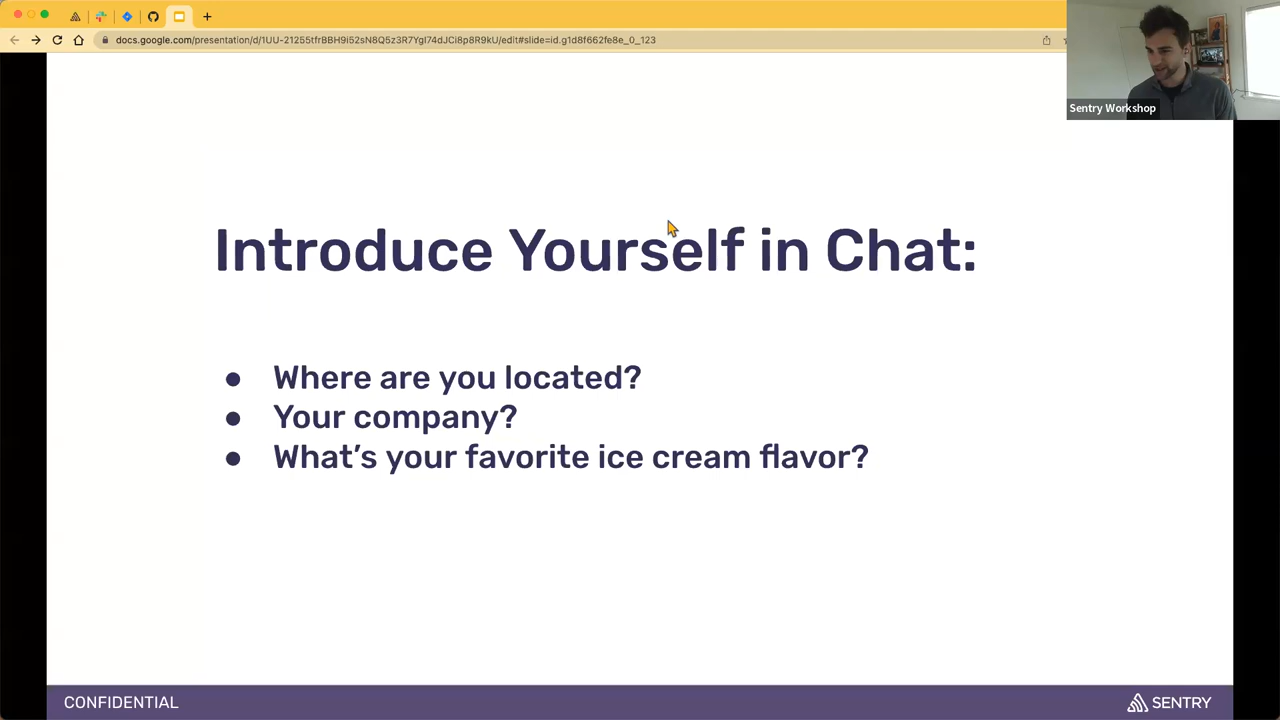 docs.google.com/presentation/d/1UU-21255tfrBBH9i52sN8Q5z3R7YgI74dJCi8p8R9kU/edit#slide=id.g1d8f662fe8e_0_123
Sentry Workshop
Introduce Yourself in Chat:
Where are you located?
Your company?
What's your favorite ice cream flavor?
CONFIDENTIAL
SENTRY